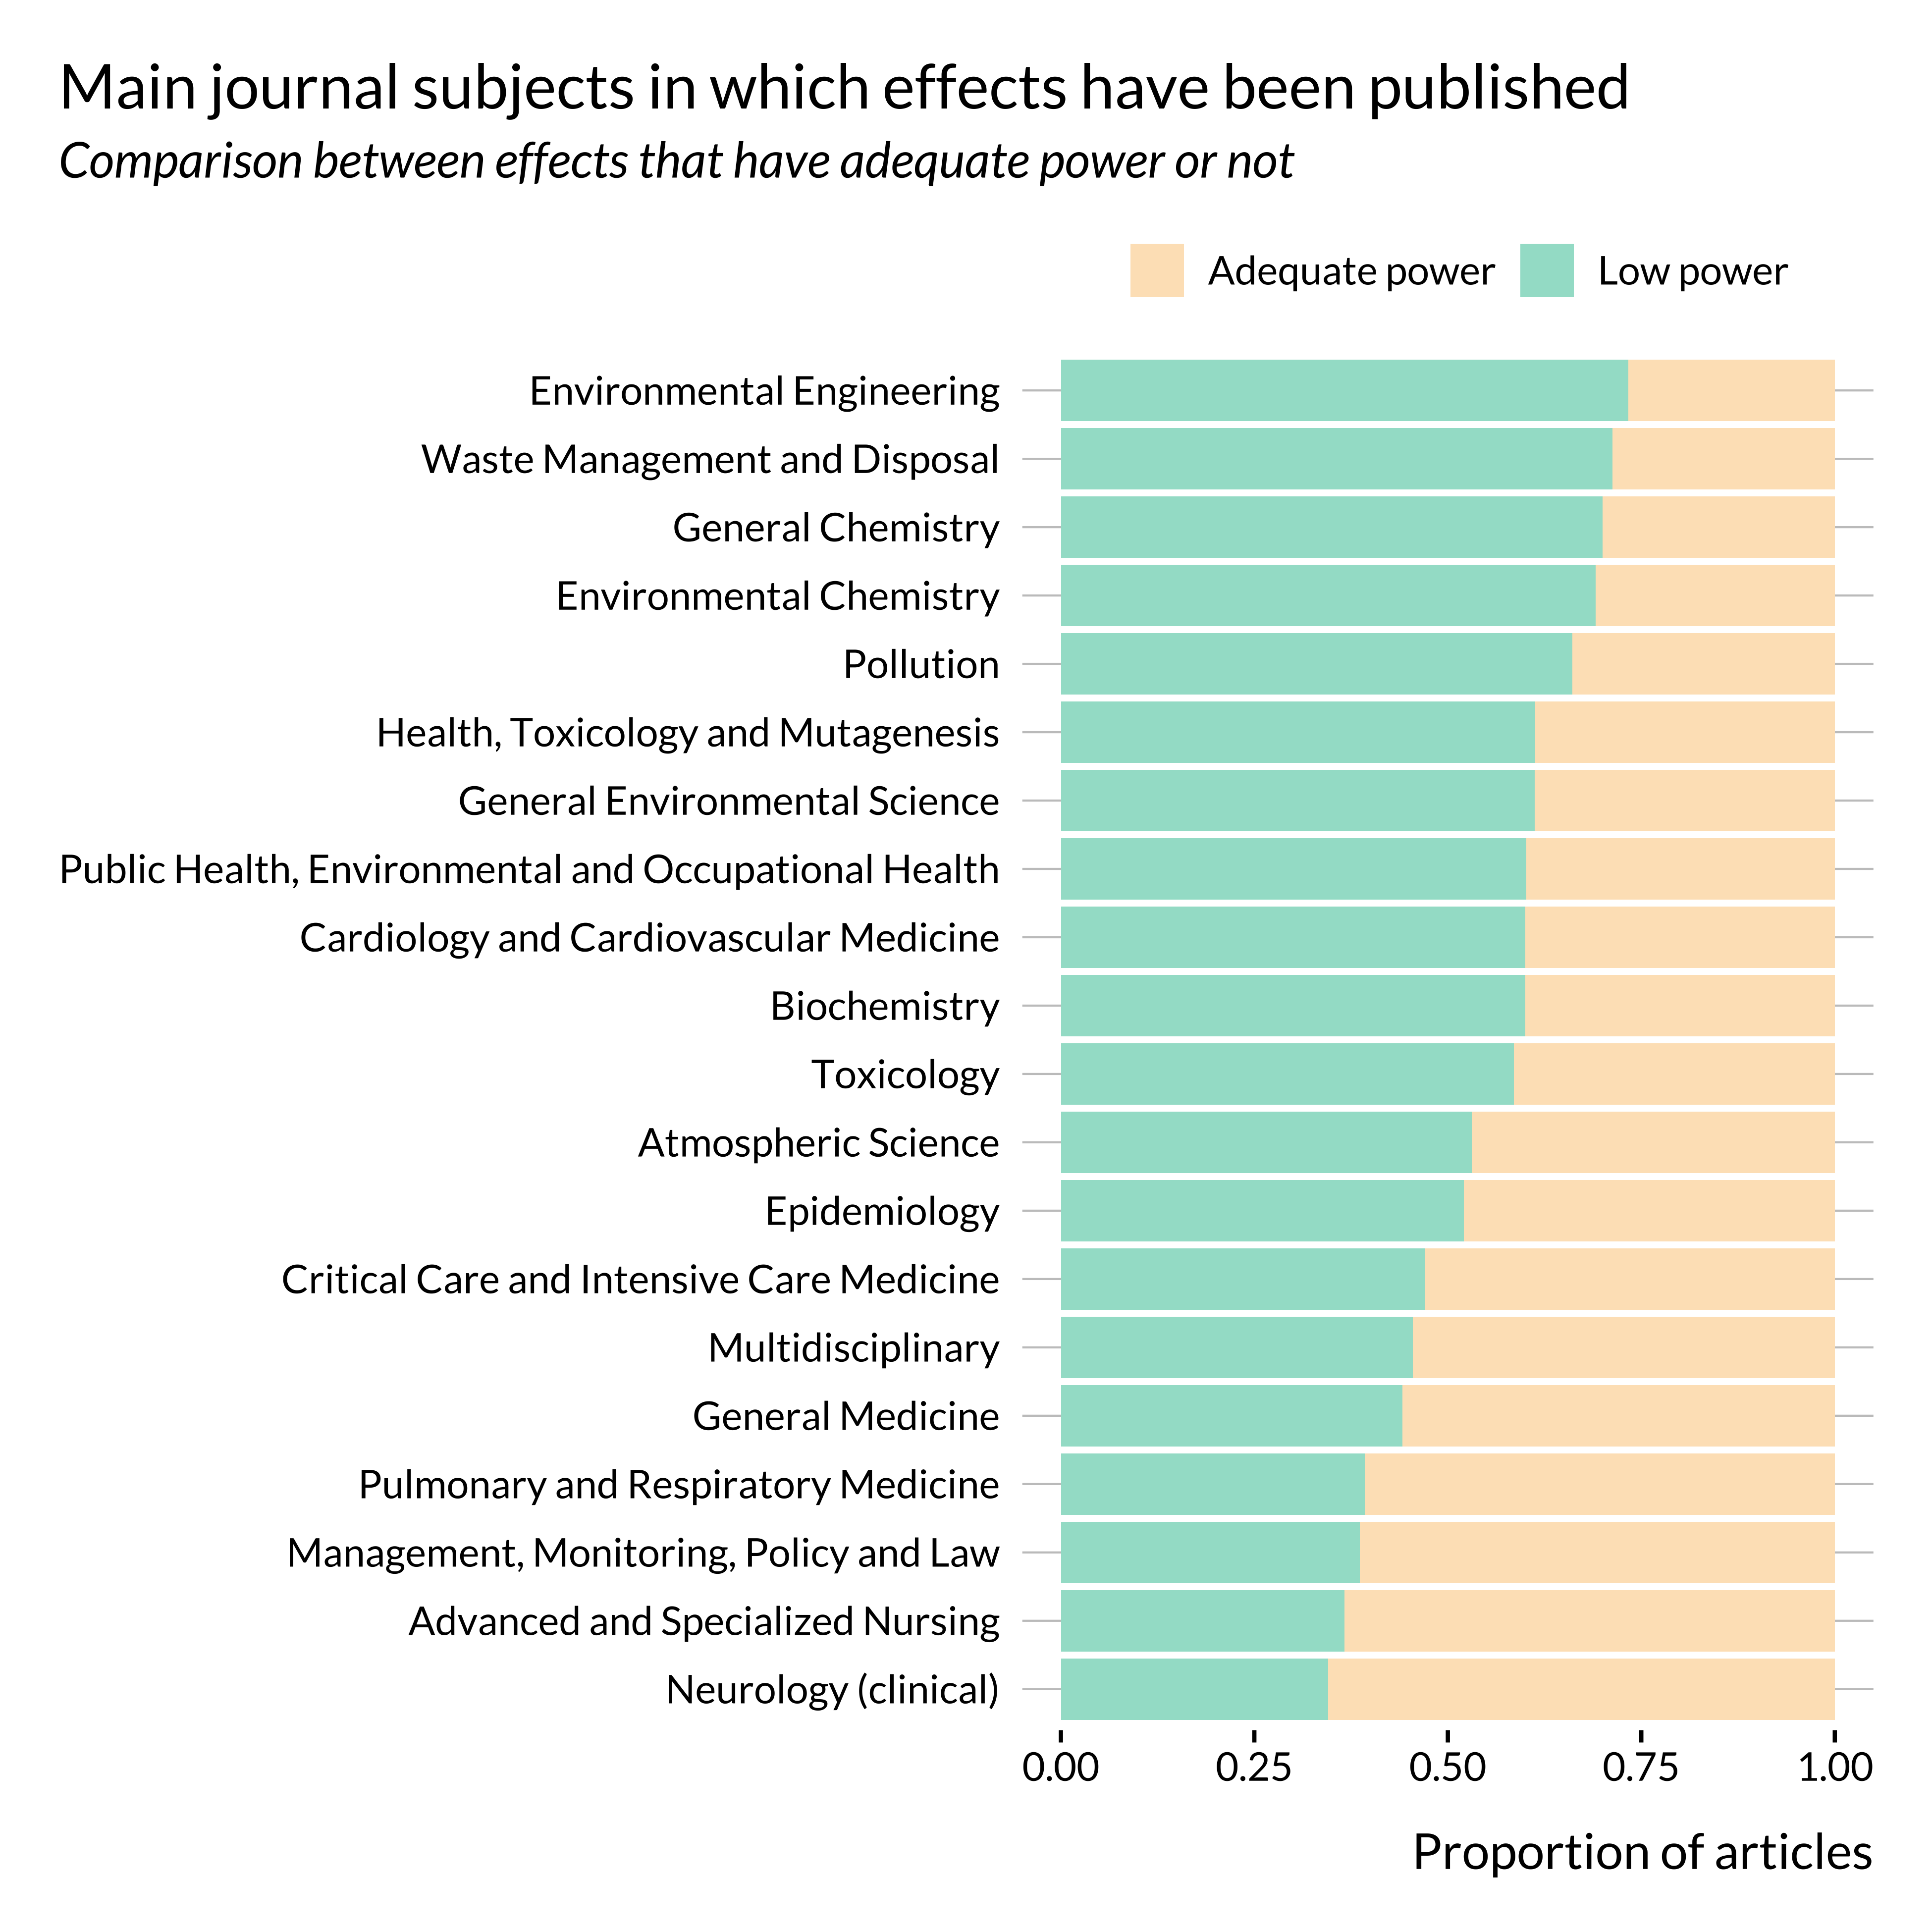 Main journal subjects in which effects have been published
Comparison between effects that have adequate power or not
Adequate power Low power
Environmental Engineering
Waste Management and Disposal
General Chemistry
Environmental Chemistry
Pollution
Health, Toxicology and Mutagenesis
General Environmental Science
Public Health, Environmental and Occupational Health
Cardiology and Cardiovascular Medicine
Biochemistry
Toxicology
Atmospheric Science
Epidemiology
Critical Care and Intensive Care Medicine
Multidisciplinary
General Medicine
Pulmonary and Respiratory Medicine
Management, Monitoring, Policy and Law
Advanced and Specialized Nursing
Neurology (clinical)
0.00 0.25 0.50 0.75 1.00
Proportion of articles